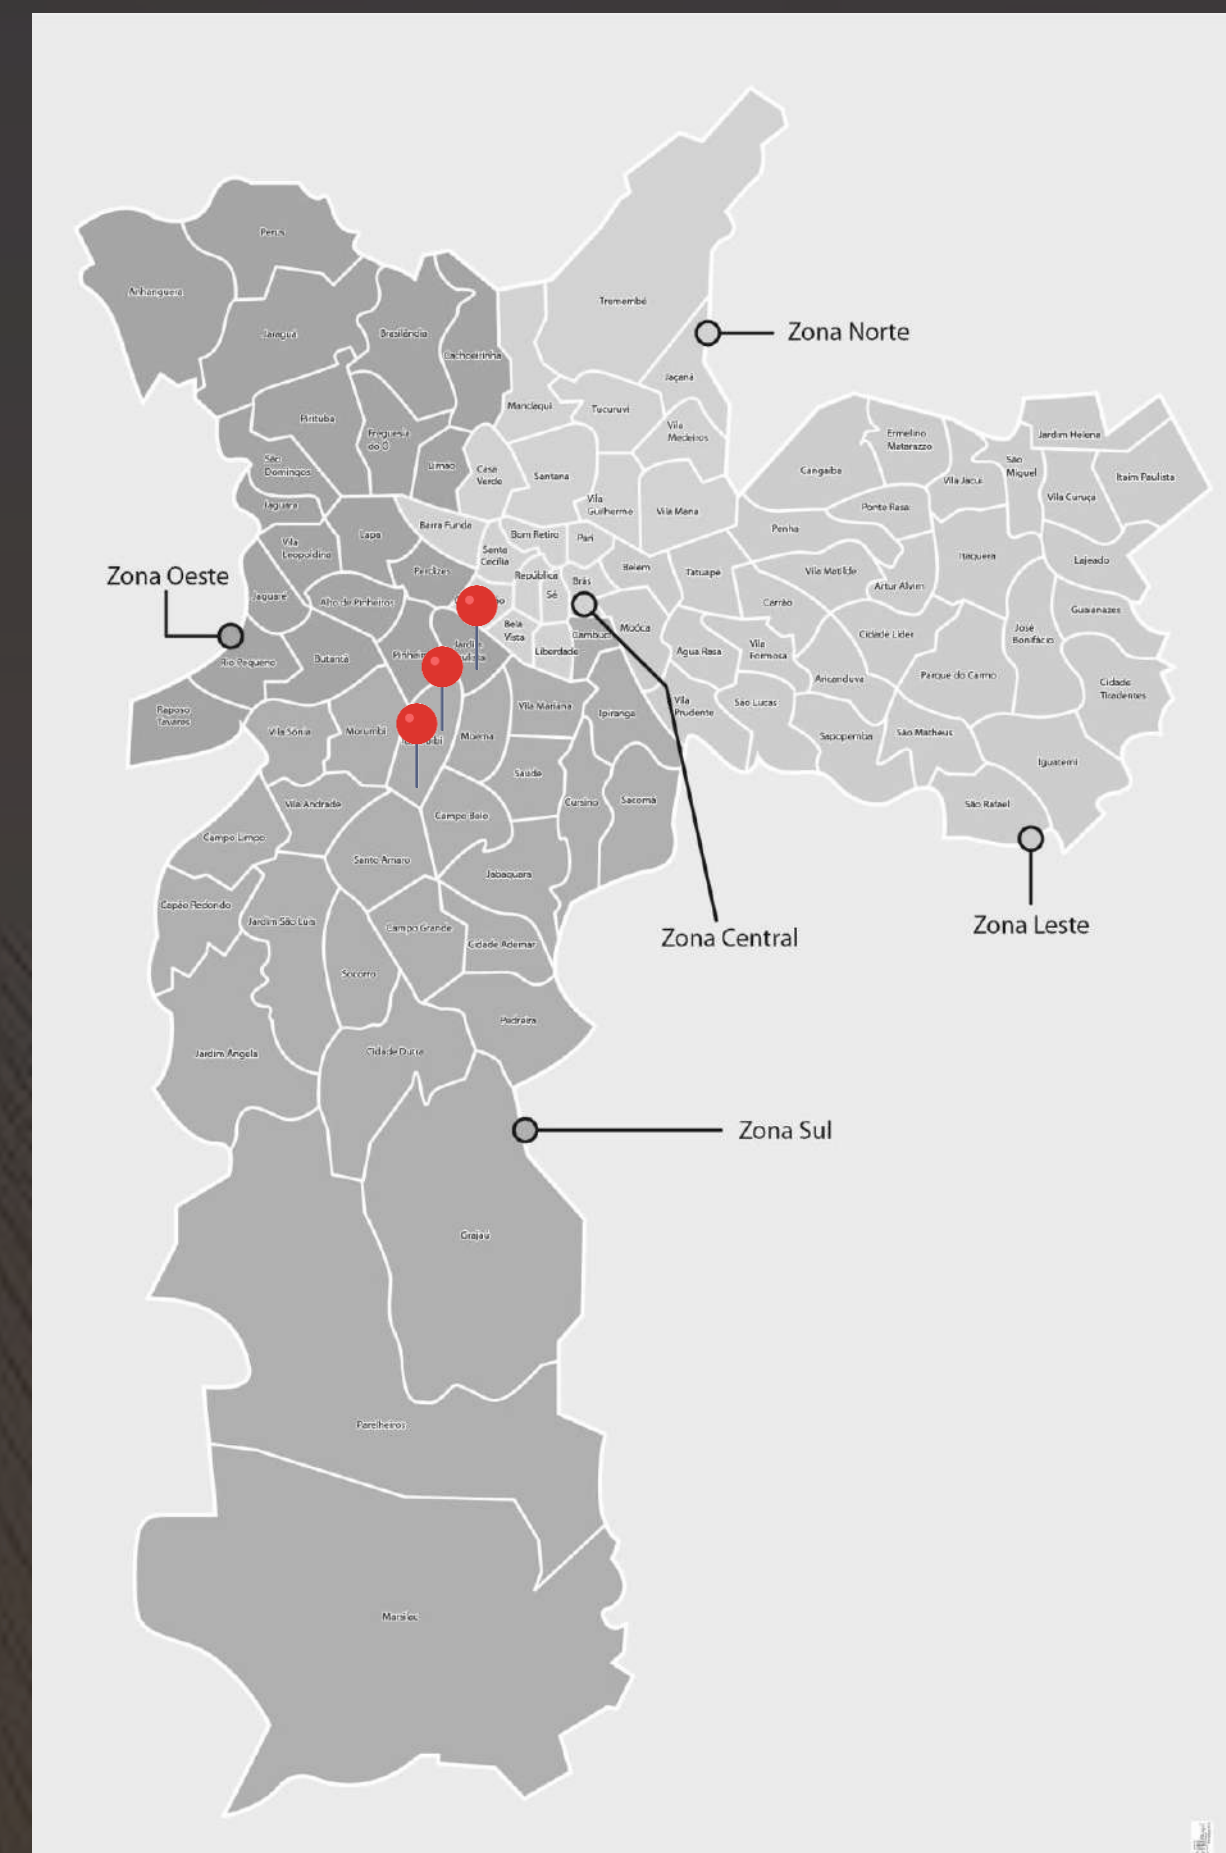 Perus
Anhanguera
Tremembé
Jaraguá
Brasilândia
Zona Norte
Cachoeirinha
Jaçanã
Mandaqui
Tucuruvi
Pirituba
Vila
Medeiros
Freguesia
do Ó
Ermelino
Matarazzo
Jardim Helena
São
Domingos
Limão
Casa
Verde
Santana
Cangaíba
São
Miguel
Vila Jacuí
Itaim Paulista
Vila Curuçá
Jaguara
Vila
Guilherme
Vila Maria
Ponte Rasa
Barra Funda
Penha
Lapa
Bom Retiro
Pari
Vila
Leopoldina
Santa
Cecília
Itaquera
Lajeado
Perdizes
República
Brás
Belém
Tatuapé
Vila Matilde
Artur Alvim
Zona Oeste
Jaguaré
Alto de Pinheiros
Sé
Carrão
Guaianazes
Bela
Vista
Cambuci
Moóca
Cidade Líder
José
Bonifácio
Rio Pequeno
Butantã
Liberdade
Água Rasa
Vila
Formosa
Aricanduva
Parque do Carmo
Cidade
Tiradentes
Raposo
Tavares
Vila Mariana
Ipiranga
Vila
Prudente
São Lucas
Vila Sônia
Morumbi
Moema
Sapopemba
São Matheus
Iguatemi
Saúde
Vila Andrade
Cursino
Sacomã
São Rafael
Campo Limpo
Campo Belo
Santo Amaro
Jabaquara
Capão Redondo
Jardim São Luís
Campo Grande
Cidade Ademar
Zona Central
Zona Leste
Socorro
Pedreira
Jardim Ângela
Cidade Dutra
Zona Sul
Grajaú
Parelheiros
Marsilac